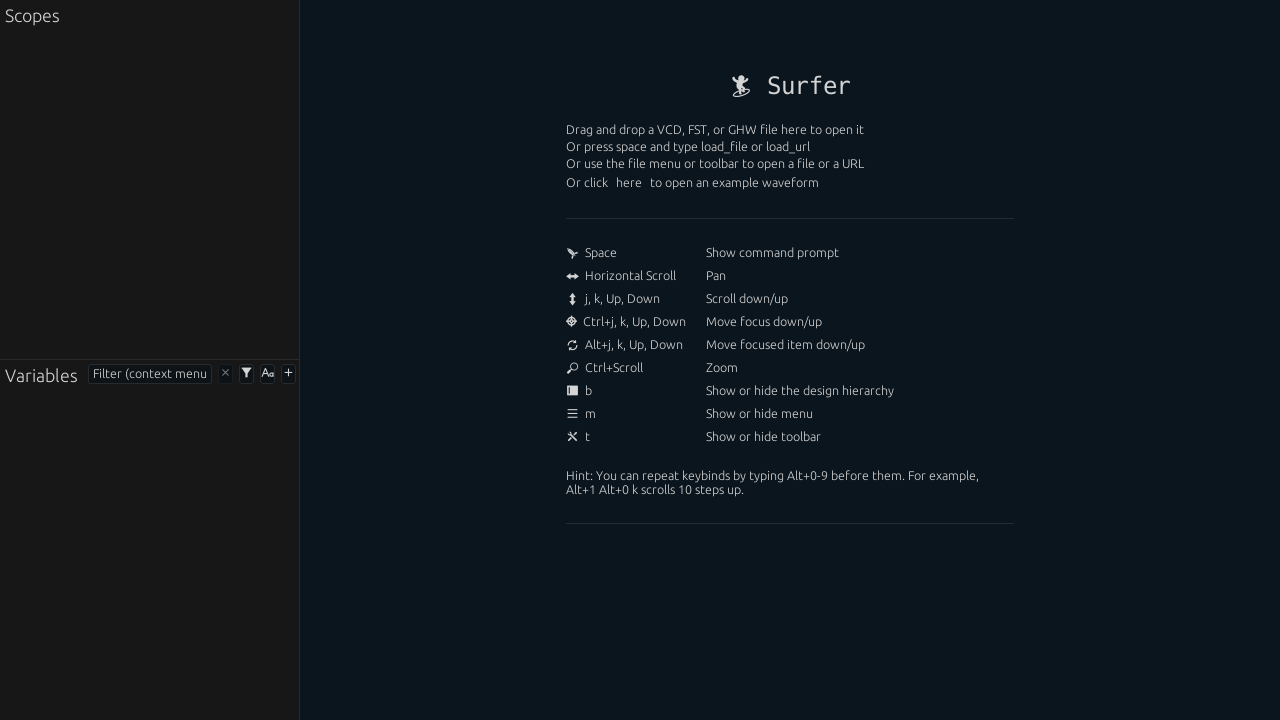 Scopes
Variables
Filter (context menu
Aa
+
Surfer
Drag and drop a VCD, FST, or GHW file here to open it
Or press space and type load_file or load_url
Or use the file menu or toolbar to open a file or a URL
Or click here to open an example waveform
Space Show command prompt
Horizontal Scroll Pan
j, k, Up, Down Scroll down/up
Ctrl+j, k, Up, Down Move focus down/up
Alt+j, k, Up, Down Move focused item down/up
Ctrl+Scroll Zoom
b Show or hide the design hierarchy
m Show or hide menu
t Show or hide toolbar
Hint: You can repeat keybinds by typing Alt+0-9 before them. For example,
Alt+1 Alt+0 k scrolls 10 steps up.